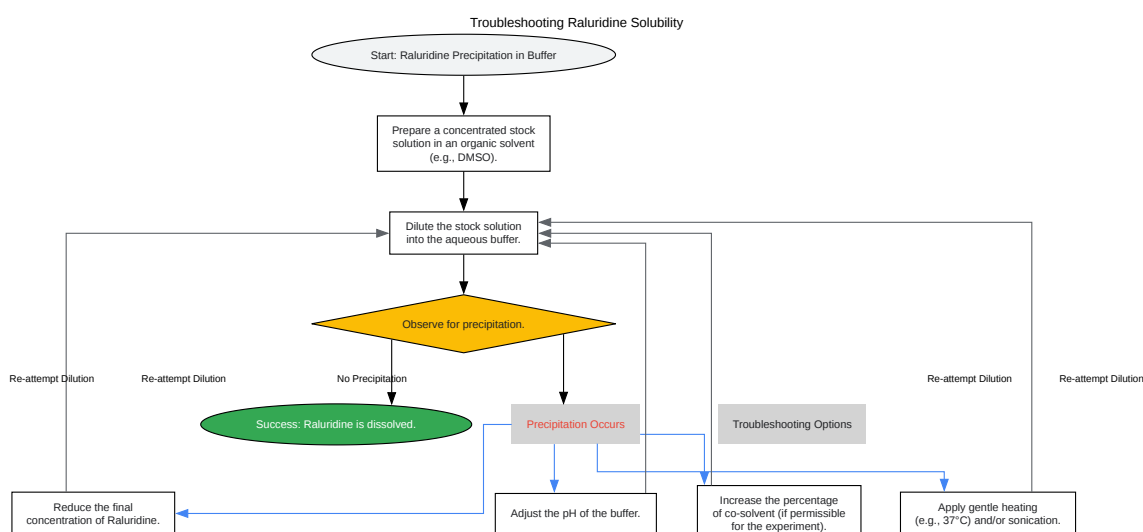 Troubleshooting Raluridine Solubility
Start: Raluridine Precipitation in Buffer
Prepare a concentrated stock
solution in an organic solvent
(e.g., DMSO).
Dilute the stock solution
into the aqueous buffer.
Observe for precipitation.
Re-attempt Dilution
Re-attempt Dilution
No Precipitation
Re-attempt Dilution
Re-attempt Dilution
Success: Raluridine is dissolved.
Precipitation Occurs
Troubleshooting Options
Reduce the final
concentration of Raluridine.
Adjust the pH of the buffer.
Increase the percentage
of co-solvent (if permissible
for the experiment).
Apply gentle heating
(e.g., 37°C) and/or sonication.